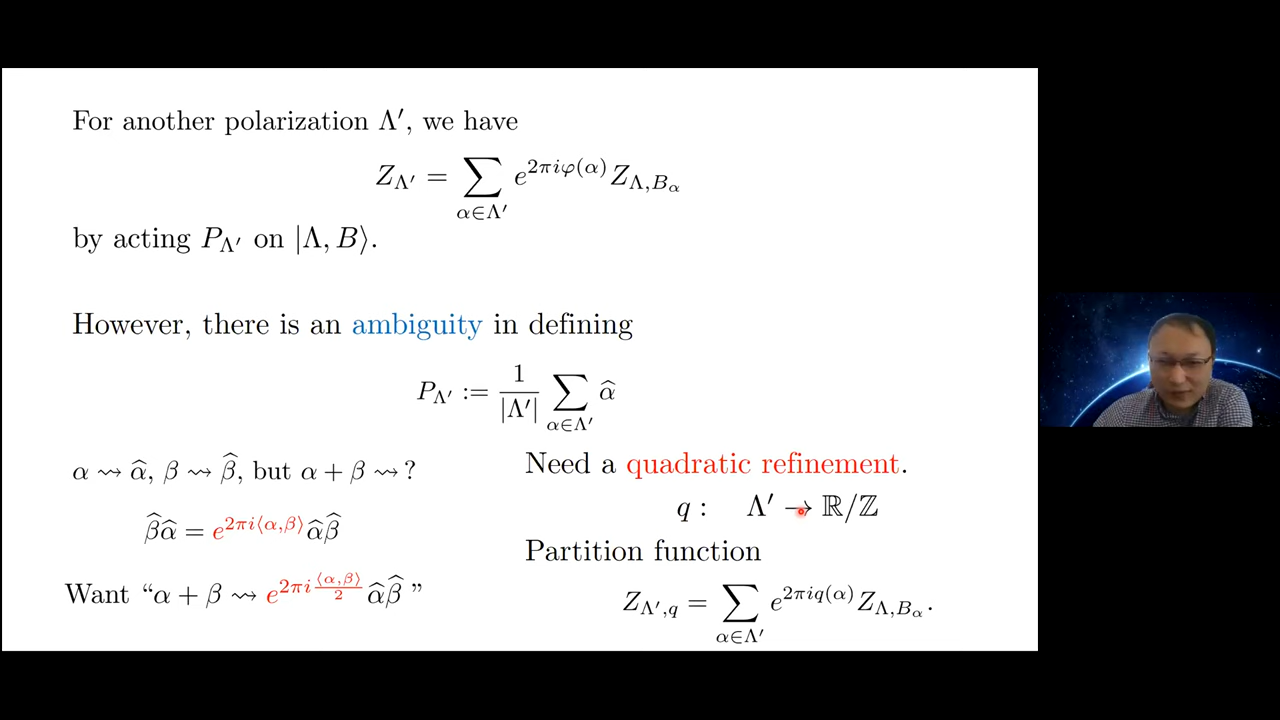 For another polarization Λ′, we have
Z_{Λ′} = ∑_{α∈Λ′} e^{2πiφ(α)} Z_{Λ,B_α}
by acting P_{Λ′} on |Λ, B⟩.
However, there is an ambiguity in defining
P_{Λ′} := 1/|Λ′| ∑_{α∈Λ′} α̂
α ⇝ α̂, β ⇝ β̂, but α + β ⇝ ?
β̂α̂ = e^{2πi⟨α,β⟩} α̂β̂
Want “α + β ⇝ e^{2πi ⟨α,β⟩/2} α̂β̂ ”
Need a quadratic refinement.
q : Λ′ → ℝ/ℤ
Partition function
Z_{Λ′,q} = ∑_{α∈Λ′} e^{2πiq(α)} Z_{Λ,B_α}.